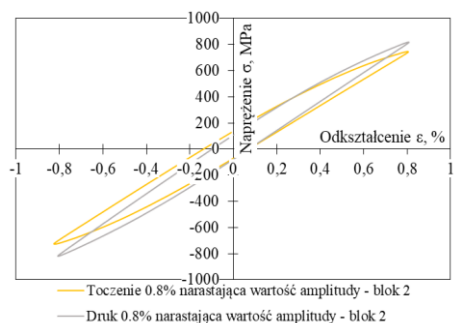 1000
800
600
400
200
0
-200
-400
-600
-800
-1000
-1 -0,8 -0,6 -0,4 -0,2 0 0,2 0,4 0,6 0,8 1
Naprężenie σ, MPa
Odkształcenie ε, %
Toczenie 0.8% narastająca wartość amplitudy - blok 2
Druk 0.8% narastająca wartość amplitudy - blok 2